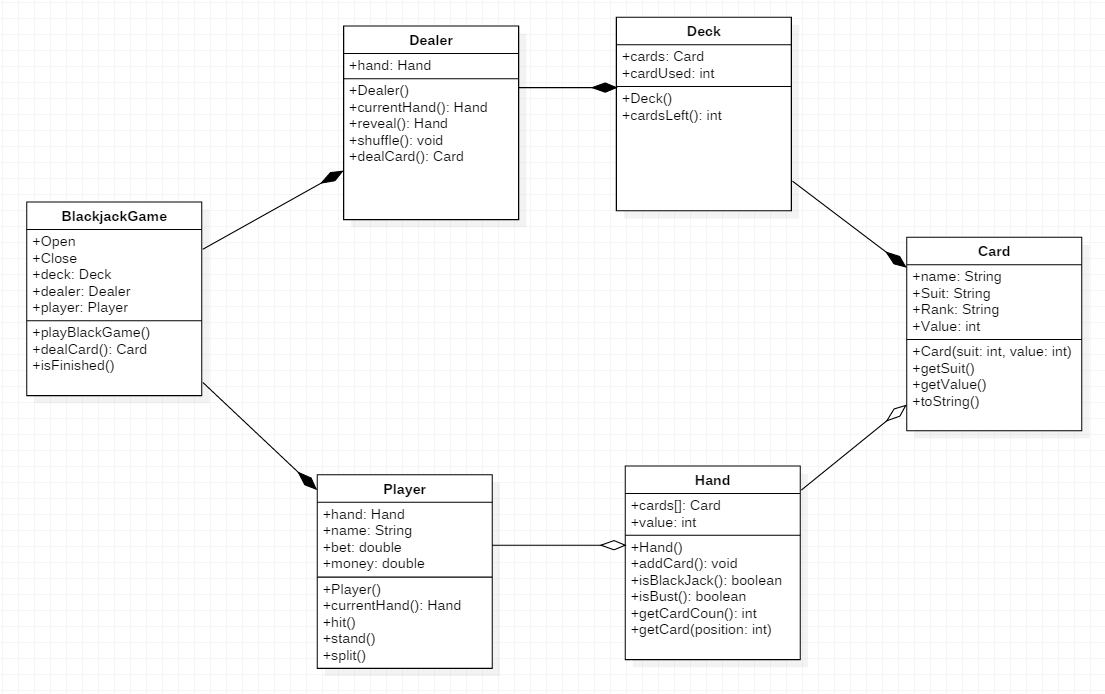 Dealer
+hand: Hand
+Dealer()
+currentHand(): Hand
+reveal(): Hand
+shuffle(): void
+dealCard(): Card
Deck
+cards: Card
+cardUsed: int
+Deck()
+cardsLeft(): int
BlackjackGame
+Open
+Close
+deck: Deck
+dealer: Dealer
+player: Player
+playBlackGame()
+dealCard(): Card
+isFinished()
Card
+name: String
+Suit: String
+Rank: String
+Value: int
+Card(suit: int, value: int)
+getSuit()
+getValue()
+toString()
Player
+hand: Hand
+name: String
+bet: double
+money: double
+Player()
+currentHand(): Hand
+hit()
+stand()
+split()
Hand
+cards[]: Card
+value: int
+Hand()
+addCard(): void
+isBlackJack(): boolean
+isBust(): boolean
+getCardCoun(): int
+getCard(position: int)